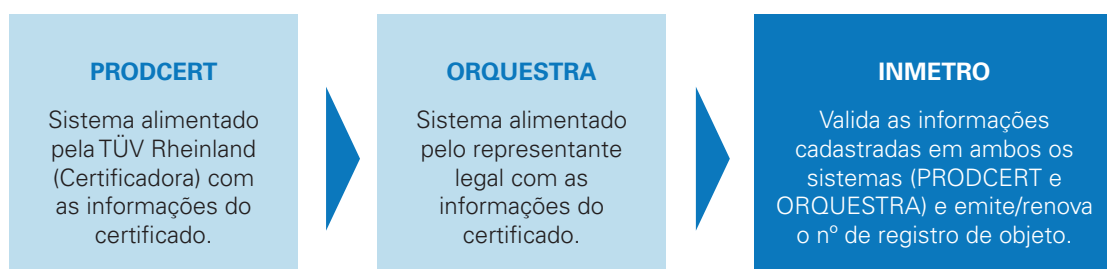 PRODCERT
Sistema alimentado
pela TÜV Rheinland
(Certificadora) com
as informações do
certificado.
ORQUESTRA
Sistema alimentado
pelo representante
legal com as
informações do
certificado.
INMETRO
Valida as informações
cadastradas em ambos os
sistemas (PRODCERT e
ORQUESTRA) e emite/renova
o nº de registro de objeto.